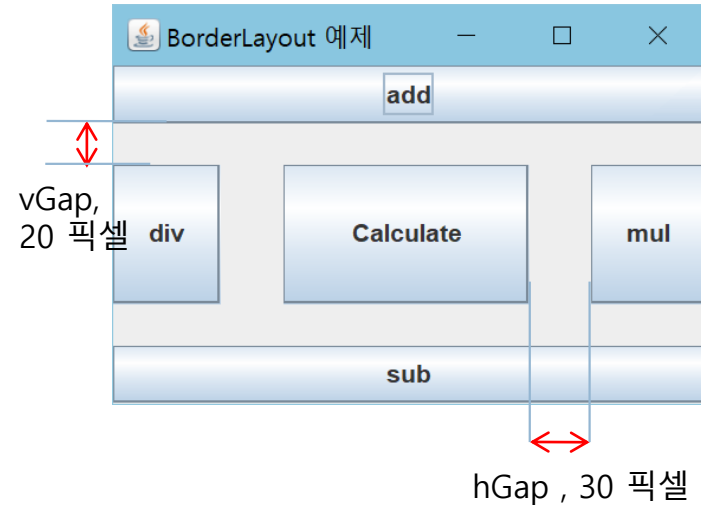 BorderLayout 예제
add
vGap,
20 픽셀
div
Calculate
mul
sub
hGap , 30 픽셀